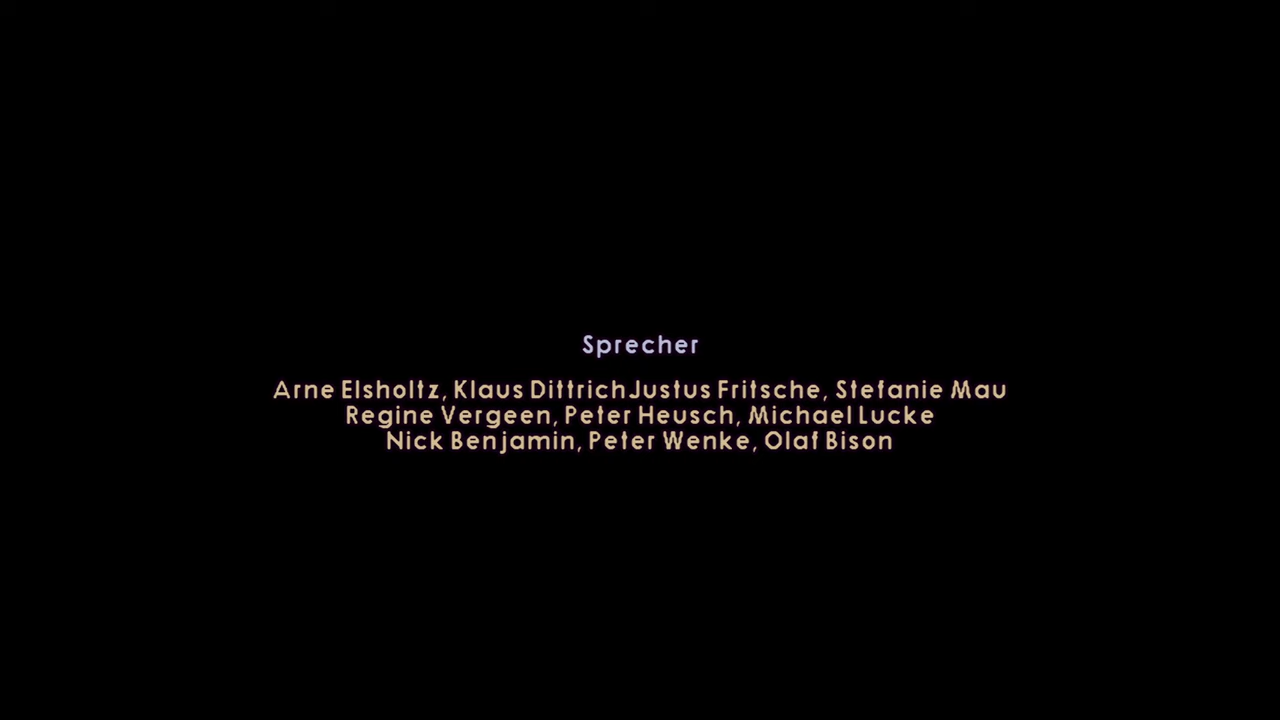 Sprecher
Arne Elsholtz, Klaus DittrichJustus Fritsche, Stefanie Mau
Regine Vergeen, Peter Heusch, Michael Lucke
Nick Benjamin, Peter Wenke, Olaf Bison